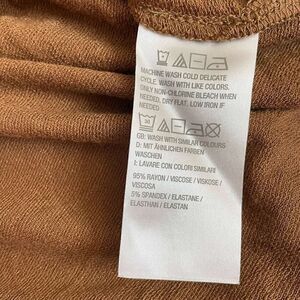 MACHINE WASH COLD DELICATE
CYCLE. WASH WITH LIKE COLORS.
ONLY NON-CHLORINE BLEACH WHEN
NEEDED, DRY FLAT. LOW IRON IF
NEEDED
30
GB: WASH WITH SIMILAR COLOURS
D: MIT ÄHNLICHEN FARBEN
WASCHEN
I: LAVARE CON COLORI SIMILARI
95% RAYON / VISCOSE / VISKOSE /
VISCOSA
5% SPANDEX / ELASTANE /
ELASTHAN / ELASTAN